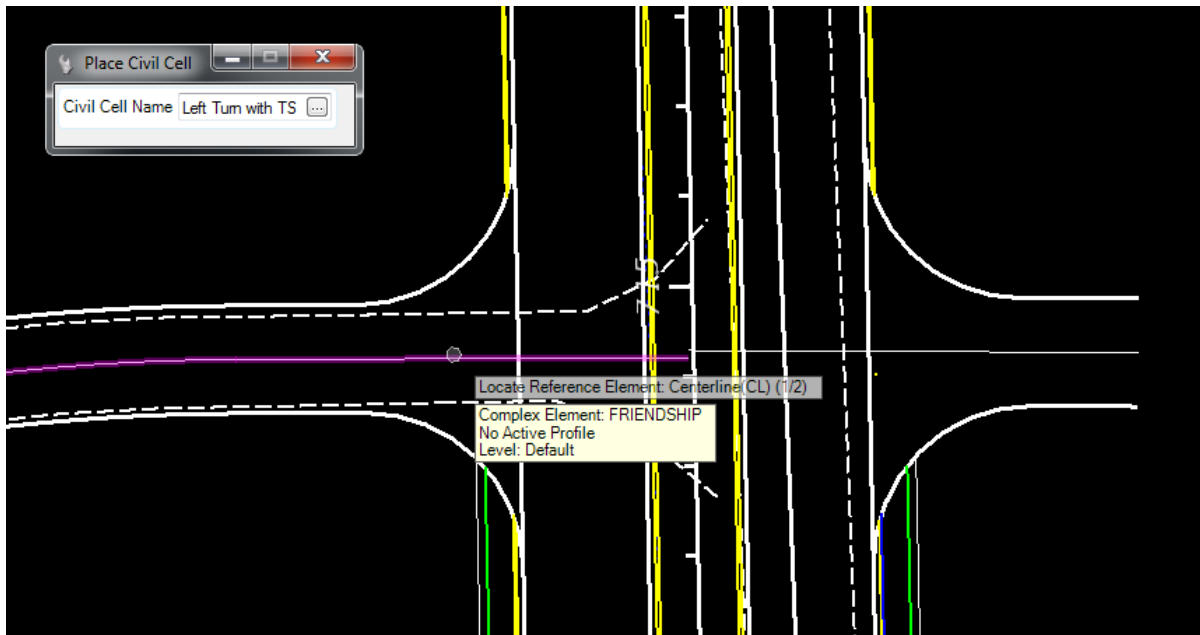 Place Civil Cell
Civil Cell Name Left Turn with TS ...
715
Locate Reference Element: Centerline(CL) (1/2)
Complex Element: FRIENDSHIP
No Active Profile
Level: Default